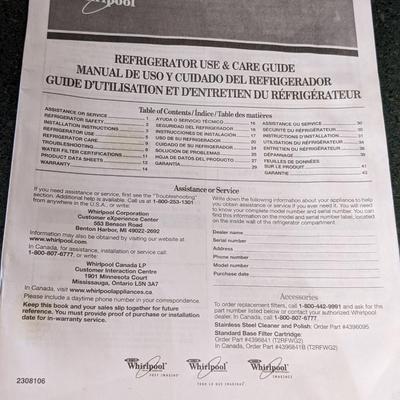 Whirlpool
REFRIGERATOR USE & CARE GUIDE
MANUAL DE USO Y CUIDADO DEL REFRIGERADOR
GUIDE D'UTILISATION ET D'ENTRETIEN DU RÉFRIGÉRATEUR
Table of Contents / Índice / Table des matières
ASSISTANCE OR SERVICE 1
REFRIGERATOR SAFETY 2
INSTALLATION INSTRUCTIONS 3
REFRIGERATOR USE
REFRIGERATOR CARE
TROUBLESHOOTING
WATER FILTER CERTIFICATIONS 11
PRODUCT DATA SHEETS 12
WARRANTY 14
AYUDA O SERVICIO TÉCNICO
SEGURIDAD DEL REFRIGERADOR 16
INSTRUCCIONES DE INSTALACIÓN 17
USO DE SU REFRIGERADOR
CUIDADO DE SU REFRIGERADOR
SOLUCIÓN DE PROBLEMAS
HOJA DE DATOS DEL PRODUCTO
GARANTÍA
ASSISTANCE OU SERVICE 30
SÉCURITÉ DU RÉFRIGÉRATEUR
INSTRUCTIONS D'INSTALLATION 31
UTILISATION DU RÉFRIGÉRATEUR 34
ENTRETIEN DU RÉFRIGÉRATEUR
DÉPANNAGE
FEUILLES DE DONNÉES
SUR LE PRODUIT 41
GARANTIE
Assistance or Service
If you need assistance or service, first see the "Troubleshooting"
section. Additional help is available. Call us at 1-800-253-1301
from anywhere in the U.S.A., or write:
Whirlpool Corporation
Customer eXperience Center
553 Benson Road
Benton Harbor, MI 49022-2692
Information may also be obtained by visiting our website at
www.whirlpool.com.
In Canada, for assistance, installation or service call:
1-800-807-6777, or write:
Whirlpool Canada LP
Customer Interaction Centre
1901 Minnesota Court
Mississauga, Ontario L5N 3A7
In Canada, visit www.whirlpoolappliances.ca.
Please include a daytime phone number in your correspondence.
Keep this book and your sales slip together for future
reference. You must provide proof of purchase or installation
date for in-warranty service.
Write down the following information about your appliance to help
you obtain assistance or service if you ever need it. You will need
to know your complete model number and serial number. You can
find this information on the model and serial number label, located
on the inside wall of the refrigerator compartment.
Dealer name
Serial number
Address
Phone number
Model number
Purchase date
Accessories
To order replacement filters, call 1-800-442-9991 and ask for the
part number listed below or contact your authorized Whirlpool
dealer. In Canada, call 1-800-807-6777.
Stainless Steel Cleaner and Polish: Order Part #4396095
Standard Base Filter Cartridge:
Order Part #4396841 (T2RFWG2)
In Canada, Order Part #4396841B (T2RFWG2)
Whirlpool
JUST IMAGINE
Whirlpool
Whirlpool
2308106